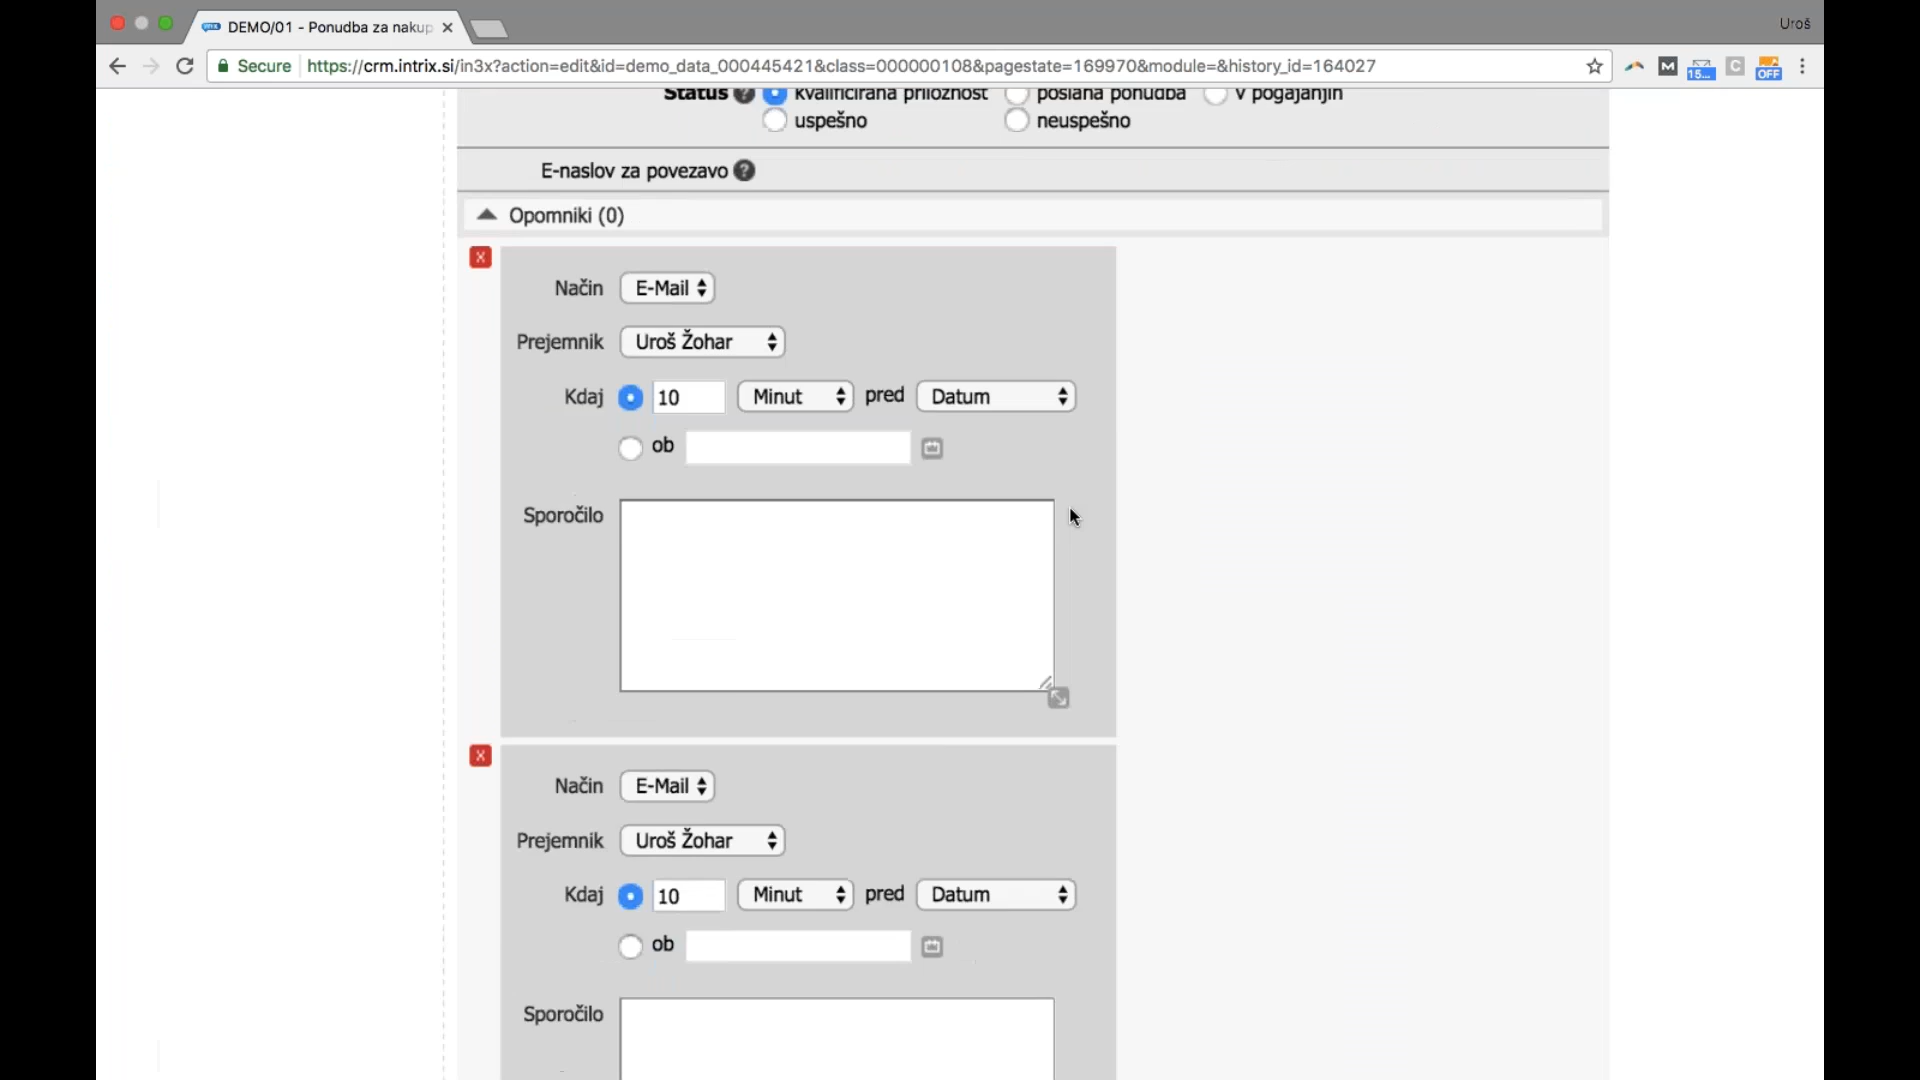 DEMO/01 - Ponudba za nakup
Uroš
Secure https://crm.intrix.si/in3x?action=edit&id=demo_data_000445421&class=000000108&pagestate=169970&module=&history_id=164027
M 15... C OFF
Status ? kvalificirana priložnost poslana ponudba v pogajanjih
uspešno neuspešno
E-naslov za povezavo ?
Opomniki (0)
X
Način E-Mail
Prejemnik Uroš Žohar
Kdaj 10 Minut pred Datum
ob
Sporočilo
X
Način E-Mail
Prejemnik Uroš Žohar
Kdaj 10 Minut pred Datum
ob
Sporočilo